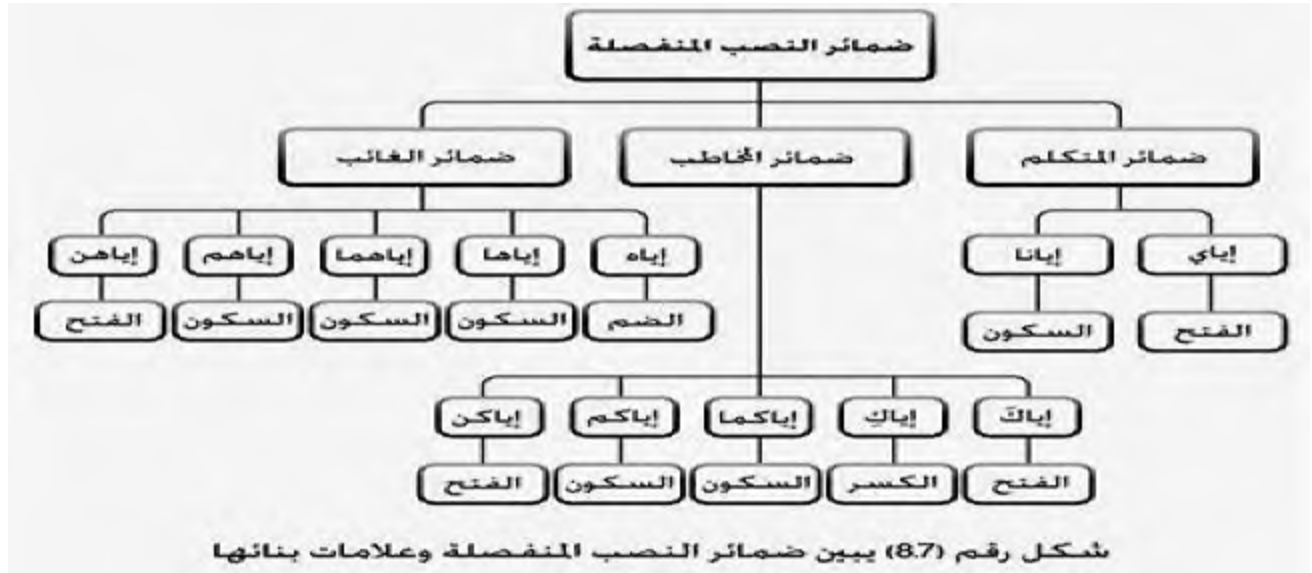 ضمائر النصب المنفصلة
ضمائر المتكلم
ضمائر المخاطب
ضمائر الغائب
إياي
إيانا
إياه
إياها
إياهما
إياهم
إياهن
الفتح
السكون
الضم
السكون
السكون
السكون
الفتح
إياكَ
إياكِ
إياكما
إياكم
إياكن
الفتح
الكسر
السكون
السكون
الفتح
شكل رقم (8.7) يبين ضمائر النصب المنفصلة وعلامات بنائها